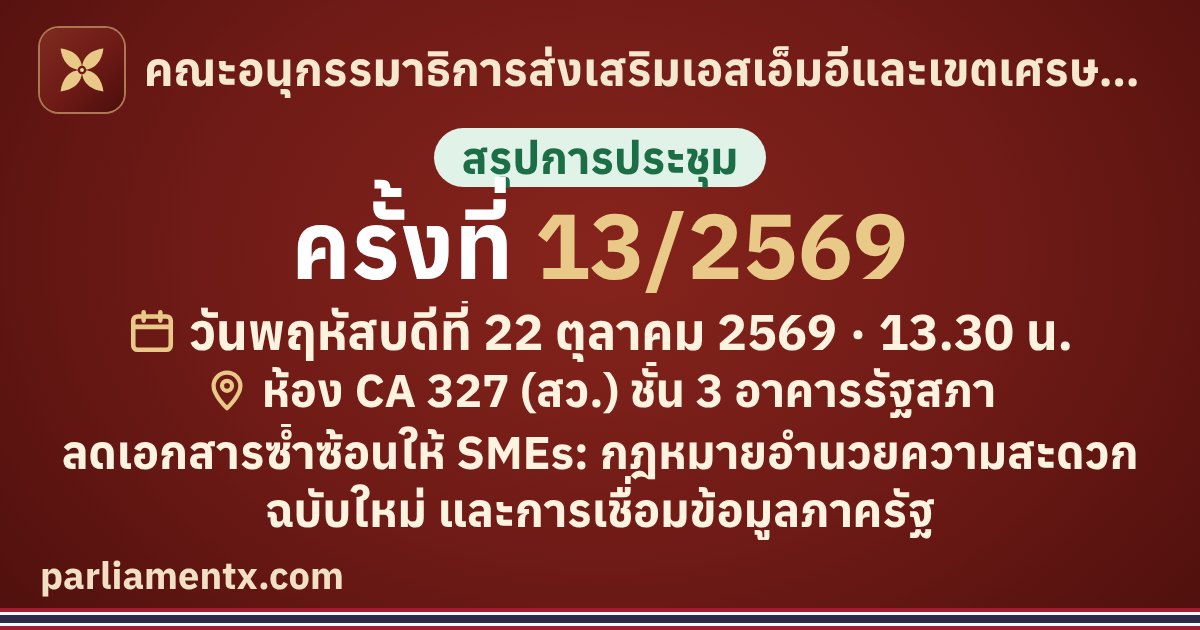 คณะอนุกรรมาธิการส่งเสริมเอสเอ็มอีและเขตเศรษ...
สรุปการประชุม
ครั้งที่ 13/2569
วันพฤหัสบดีที่ 22 ตุลาคม 2569 · 13.30 น.
ห้อง CA 327 (สว.) ชั้น 3 อาคารรัฐสภา
ลดเอกสารซ้ำซ้อนให้ SMEs: กฎหมายอำนวยความสะดวก
ฉบับใหม่ และการเชื่อมข้อมูลภาครัฐ
parliamentx.com